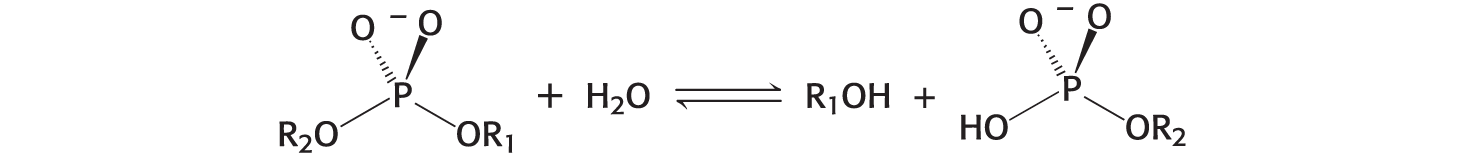 O − O O − O
P + H₂O ⇌ R₁OH + P
R₂O OR₁ HO OR₂